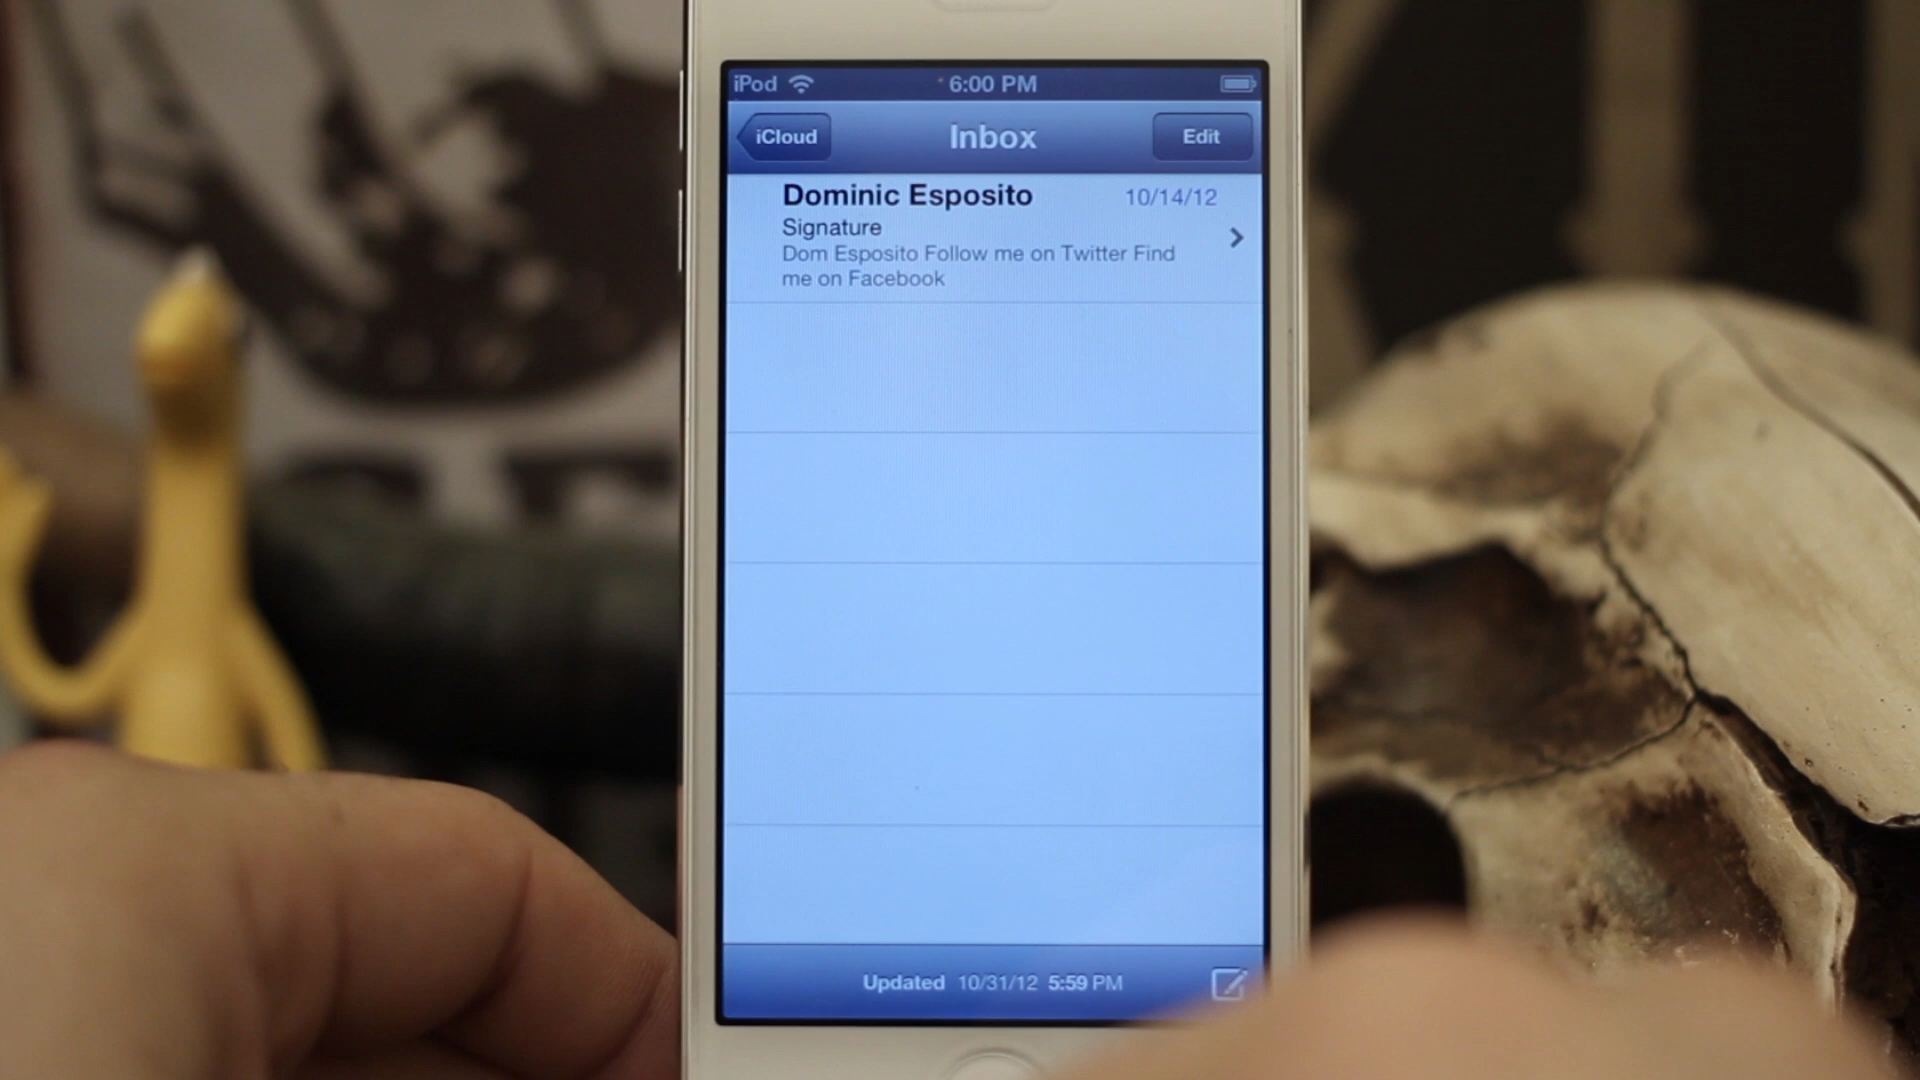 iPod 6:00 PM
iCloud Inbox Edit
Dominic Esposito 10/14/12
Signature
Dom Esposito Follow me on Twitter Find
me on Facebook
Updated 10/31/12 5:59 PM